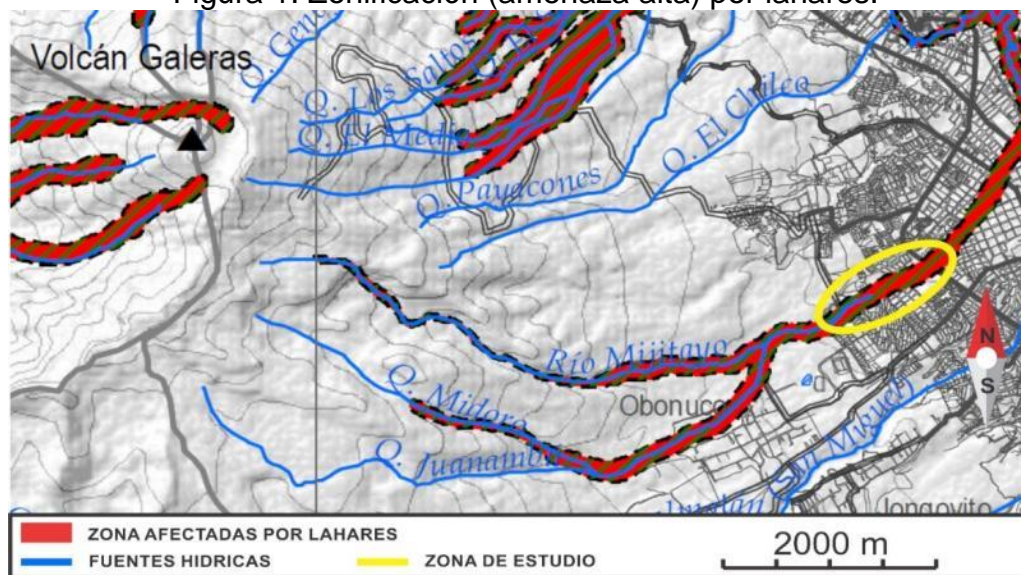 Figura 4. Zonificación (amenaza alta) por lahares.
Volcán Galeras
Q. Los Saltos
Q. El Medio
Q. El Chilco
Q. Payacones
Río Mijitayo
Q. Midoro
Obonuco
Q. Juanambú
San Miguel
Jongovito
N
S
ZONA AFECTADAS POR LAHARES
FUENTES HIDRICAS
ZONA DE ESTUDIO
2000 m